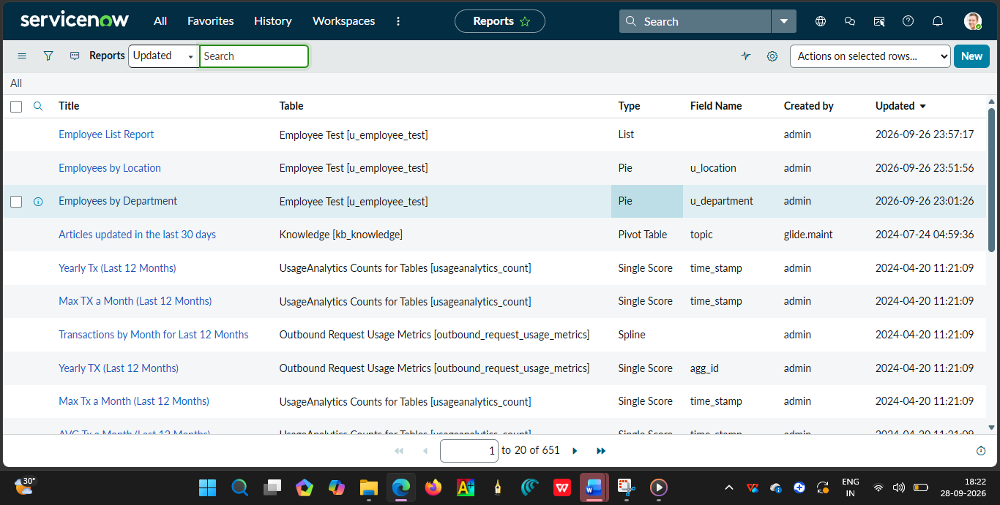 servicenow All Favorites History Workspaces Reports Search
Reports Updated Search Actions on selected rows... New
All
Title Table Type Field Name Created by Updated
Employee List Report Employee Test [u_employee_test] List admin 2026-09-26 23:57:17
Employees by Location Employee Test [u_employee_test] Pie u_location admin 2026-09-26 23:51:56
Employees by Department Employee Test [u_employee_test] Pie u_department admin 2026-09-26 23:01:26
Articles updated in the last 30 days Knowledge [kb_knowledge] Pivot Table topic glide.maint 2024-07-24 04:59:36
Yearly Tx (Last 12 Months) UsageAnalytics Counts for Tables [usageanalytics_count] Single Score time_stamp admin 2024-04-20 11:21:09
Max TX a Month (Last 12 Months) UsageAnalytics Counts for Tables [usageanalytics_count] Single Score time_stamp admin 2024-04-20 11:21:09
Transactions by Month for Last 12 Months Outbound Request Usage Metrics [outbound_request_usage_metrics] Spline admin 2024-04-20 11:21:09
Yearly TX (Last 12 Months) Outbound Request Usage Metrics [outbound_request_usage_metrics] Single Score agg_id admin 2024-04-20 11:21:09
Max Tx a Month (Last 12 Months) UsageAnalytics Counts for Tables [usageanalytics_count] Single Score time_stamp admin 2024-04-20 11:21:09
AVG Tx a Month (Last 12 Months) UsageAnalytics Counts for Tables [usageanalytics_count] Single Score time_stamp admin 2024-04-20 11:21:09
1 to 20 of 651
30° ENG 18:22
IN 28-09-2026